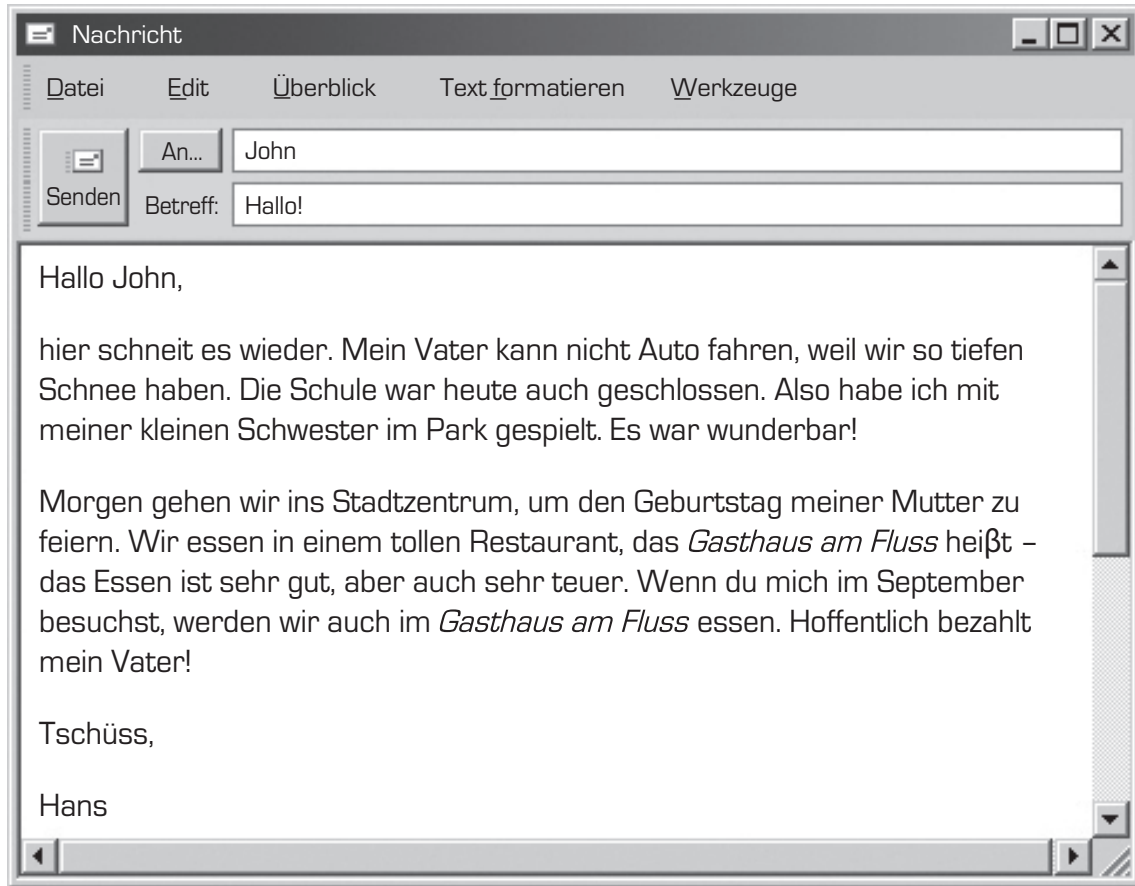 Nachricht
Datei Edit Überblick Text formatieren Werkzeuge
An... John
Senden
Betreff: Hallo!
Hallo John,
hier schneit es wieder. Mein Vater kann nicht Auto fahren, weil wir so tiefen
Schnee haben. Die Schule war heute auch geschlossen. Also habe ich mit
meiner kleinen Schwester im Park gespielt. Es war wunderbar!
Morgen gehen wir ins Stadtzentrum, um den Geburtstag meiner Mutter zu
feiern. Wir essen in einem tollen Restaurant, das Gasthaus am Fluss heiβt –
das Essen ist sehr gut, aber auch sehr teuer. Wenn du mich im September
besuchst, werden wir auch im Gasthaus am Fluss essen. Hoffentlich bezahlt
mein Vater!
Tschüss,
Hans